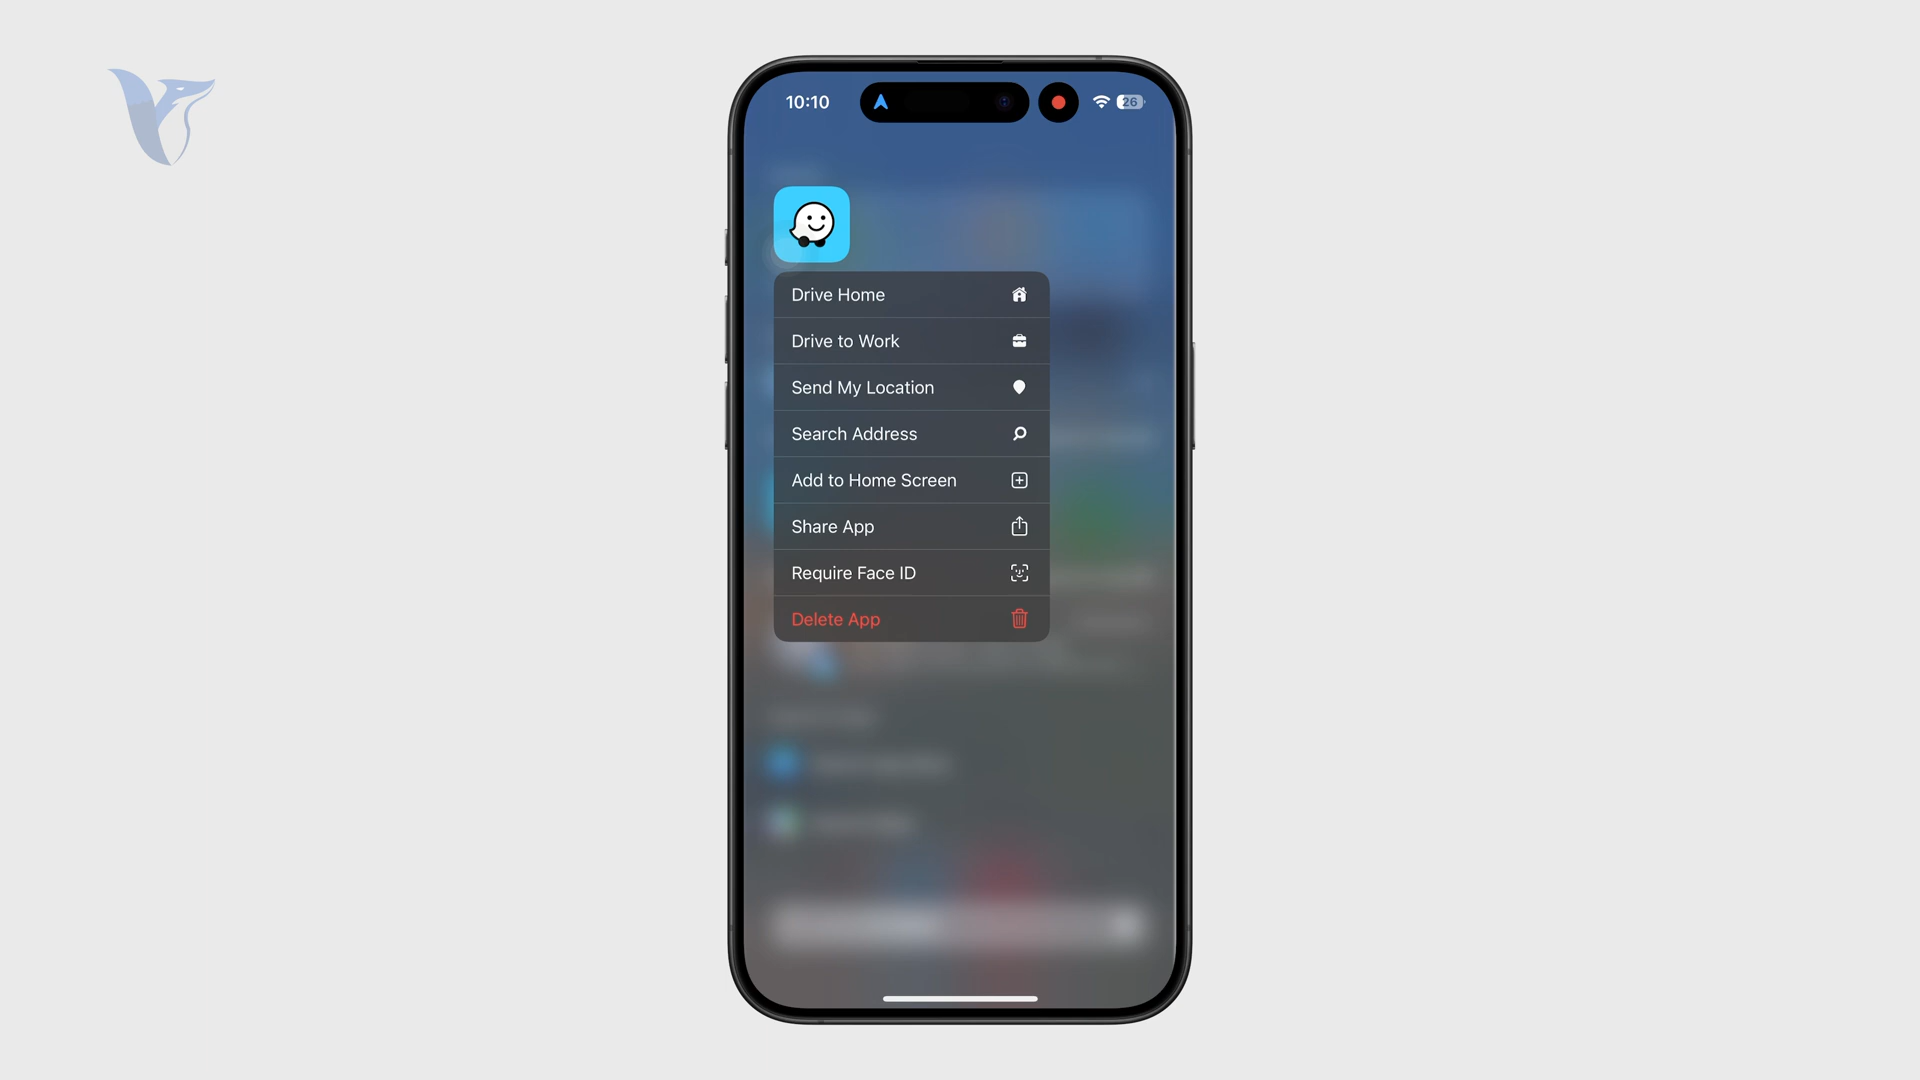 10:10
26
Drive Home
Drive to Work
Send My Location
Search Address
Add to Home Screen
Share App
Require Face ID
Delete App